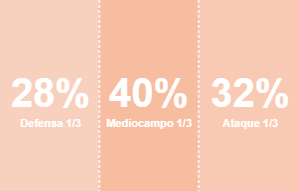 28% 40% 32%
Defensa 1/3 Mediocampo 1/3 Ataque 1/3